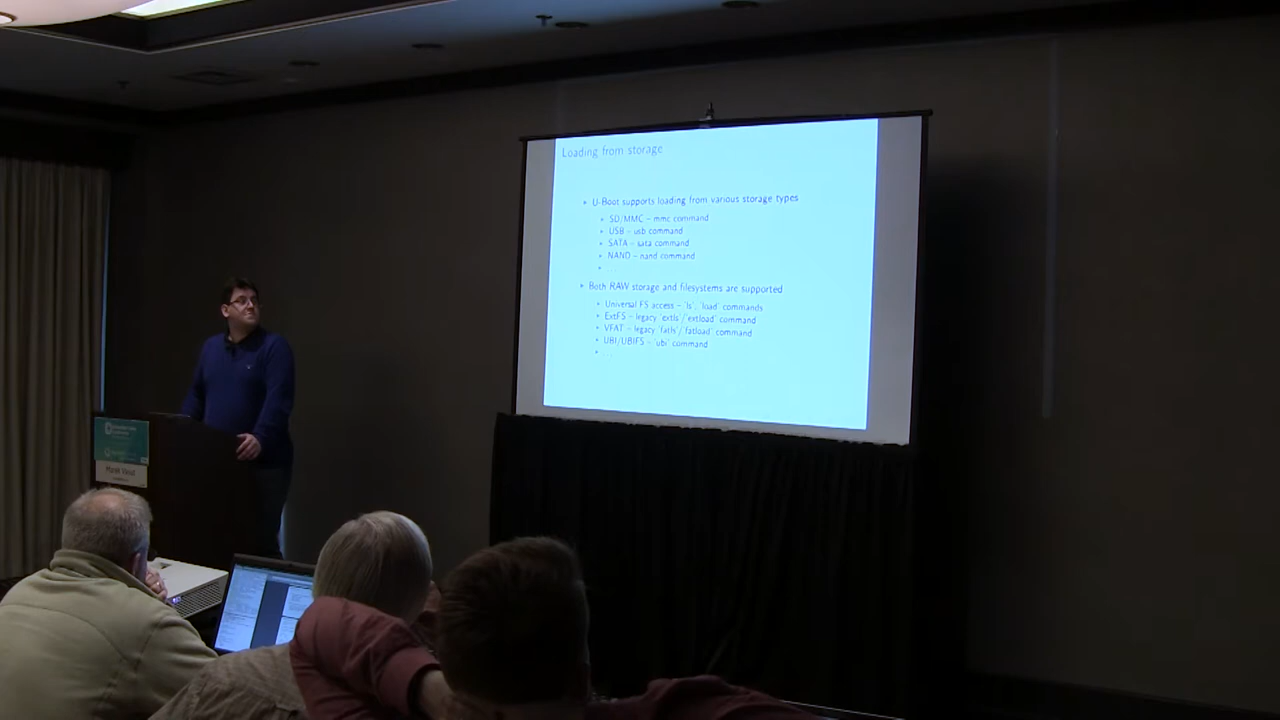 Loading from storage
▸ U-Boot supports loading from various storage types
▸ SD/MMC – mmc command
▸ USB – usb command
▸ SATA – sata command
▸ NAND – nand command
▸ ...
▸ Both RAW storage and filesystems are supported
▸ Universal FS access – 'ls', 'load' commands
▸ ExtFS – legacy 'extls'/'extload' command
▸ VFAT – legacy 'fatls'/'fatload' command
▸ UBI/UBIFS – 'ubi' command
▸ ...
Marek Vasut